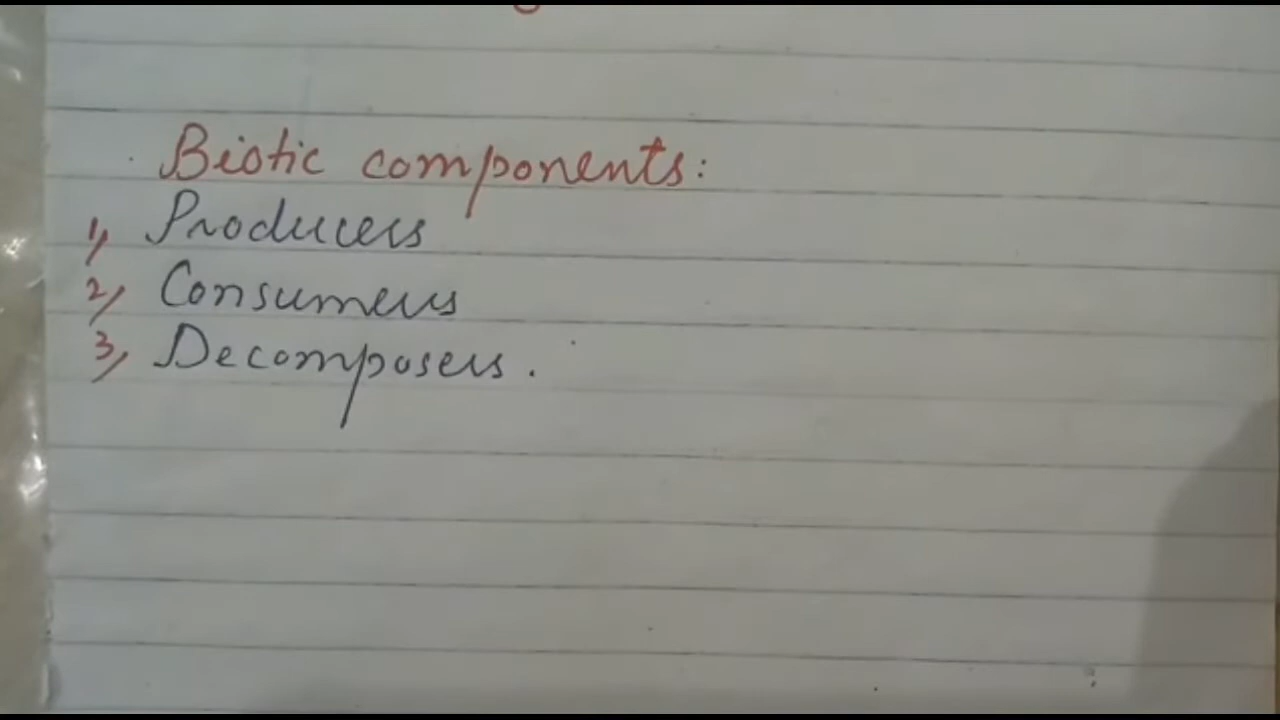 Biotic components:
1, Producers
2, Consumers
3, Decomposers.